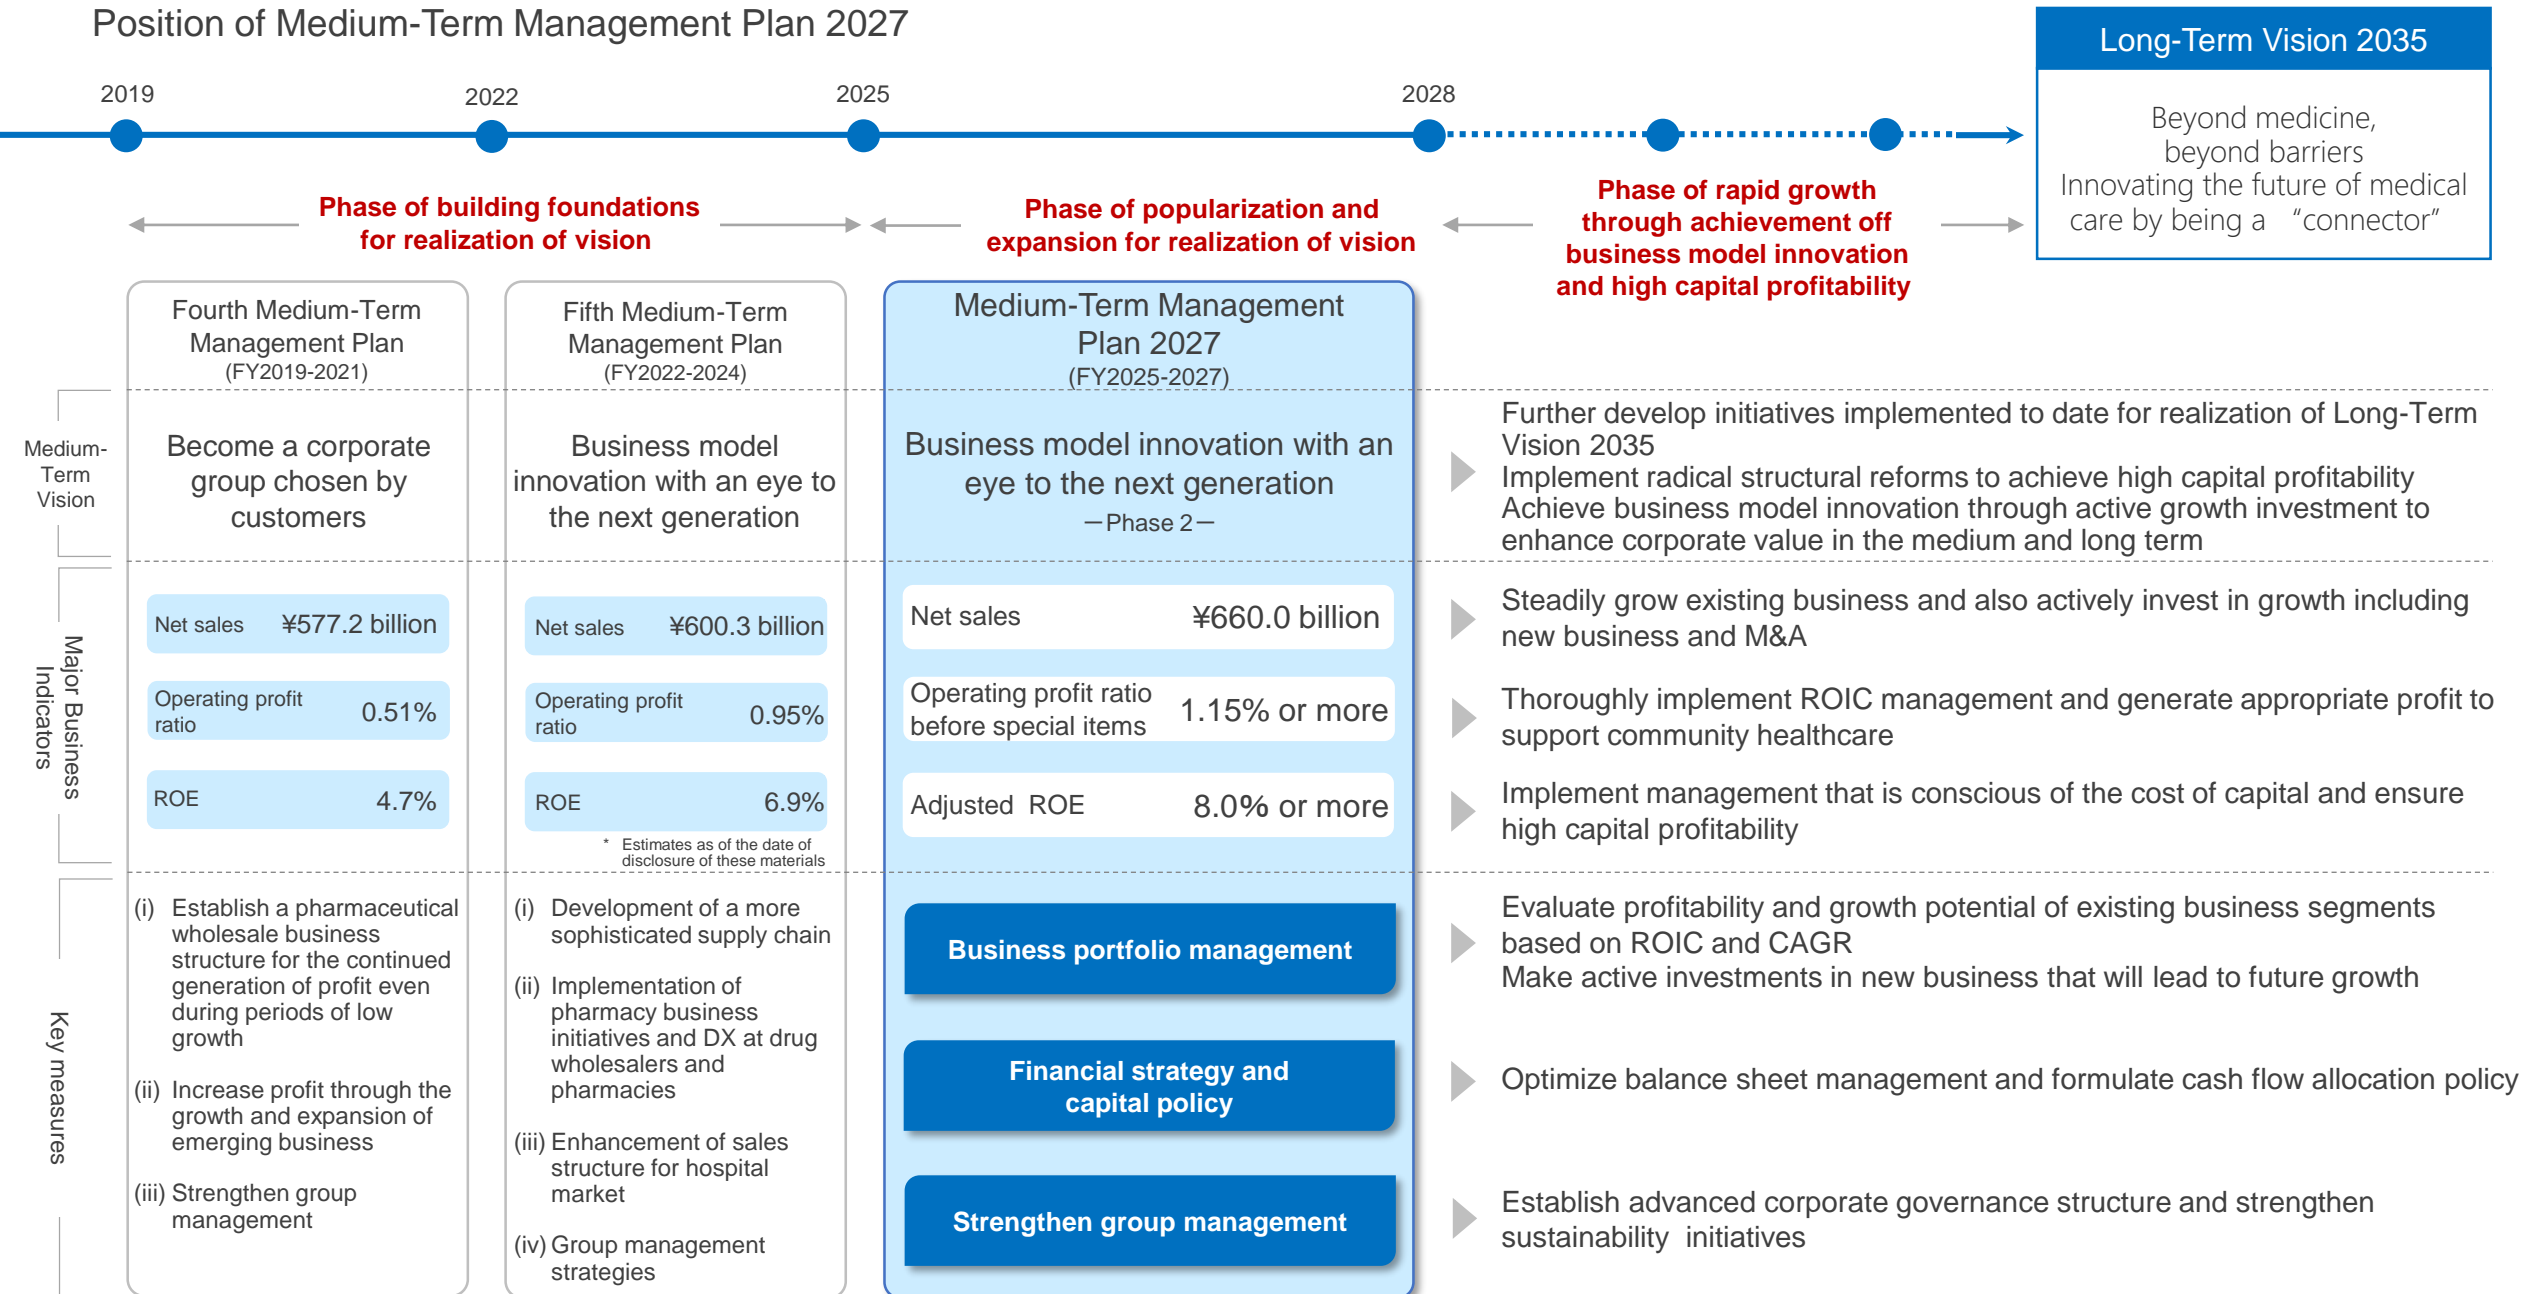 Position of Medium-Term Management Plan 2027
Long-Term Vision 2035
Beyond medicine,
beyond barriers
Innovating the future of medical
care by being a “connector”
2019
2022
2025
2028
Phase of building foundations
for realization of vision
Phase of popularization and
expansion for realization of vision
Phase of rapid growth
through achievement off
business model innovation
and high capital profitability
Fourth Medium-Term
Management Plan
(FY2019-2021)
Fifth Medium-Term
Management Plan
(FY2022-2024)
Medium-Term Management
Plan 2027
(FY2025-2027)
Medium-
Term
Vision
Become a corporate
group chosen by
customers
Business model
innovation with an eye to
the next generation
Business model innovation with an
eye to the next generation
－Phase 2－
Further develop initiatives implemented to date for realization of Long-Term
Vision 2035
Implement radical structural reforms to achieve high capital profitability
Achieve business model innovation through active growth investment to
enhance corporate value in the medium and long term
Major Business
Indicators
Net sales ¥577.2 billion
Operating profit
ratio 0.51%
ROE 4.7%
Net sales ¥600.3 billion
Operating profit
ratio 0.95%
ROE 6.9%
* Estimates as of the date of
disclosure of these materials
Net sales ¥660.0 billion
Operating profit ratio
before special items 1.15% or more
Adjusted ROE 8.0% or more
Steadily grow existing business and also actively invest in growth including
new business and M&A
Thoroughly implement ROIC management and generate appropriate profit to
support community healthcare
Implement management that is conscious of the cost of capital and ensure
high capital profitability
Key measures
(i) Establish a pharmaceutical
wholesale business
structure for the continued
generation of profit even
during periods of low
growth
(ii) Increase profit through the
growth and expansion of
emerging business
(iii) Strengthen group
management
(i) Development of a more
sophisticated supply chain
(ii) Implementation of
pharmacy business
initiatives and DX at drug
wholesalers and
pharmacies
(iii) Enhancement of sales
structure for hospital
market
(iv) Group management
strategies
Business portfolio management
Financial strategy and
capital policy
Strengthen group management
Evaluate profitability and growth potential of existing business segments
based on ROIC and CAGR
Make active investments in new business that will lead to future growth
Optimize balance sheet management and formulate cash flow allocation policy
Establish advanced corporate governance structure and strengthen
sustainability initiatives